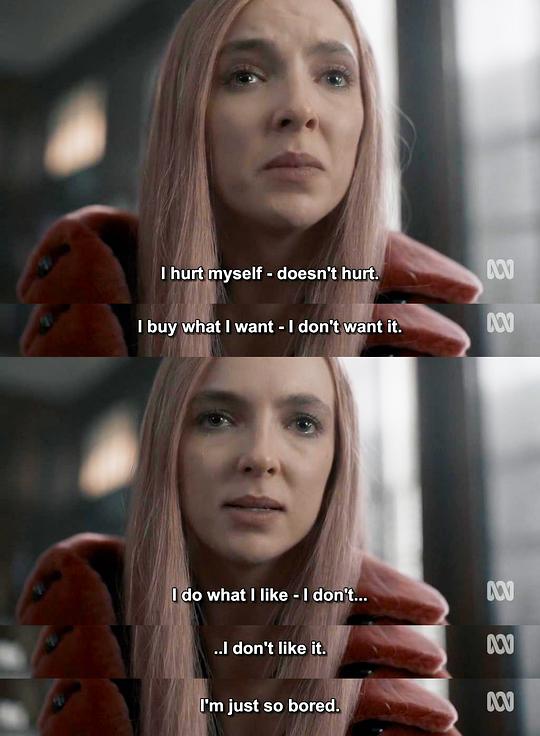 I hurt myself - doesn't hurt.
I buy what I want - I don't want it.
I do what I like - I don't...
..I don't like it.
I'm just so bored.